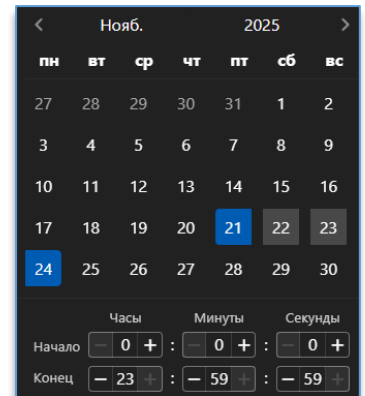 < Нояб. 2025 >
пн вт ср чт пт сб вс
27 28 29 30 31 1 2
3 4 5 6 7 8 9
10 11 12 13 14 15 16
17 18 19 20 21 22 23
24 25 26 27 28 29 30
Часы Минуты Секунды
Начало − 0 + : − 0 + : − 0 +
Конец − 23 + : − 59 + : − 59 +